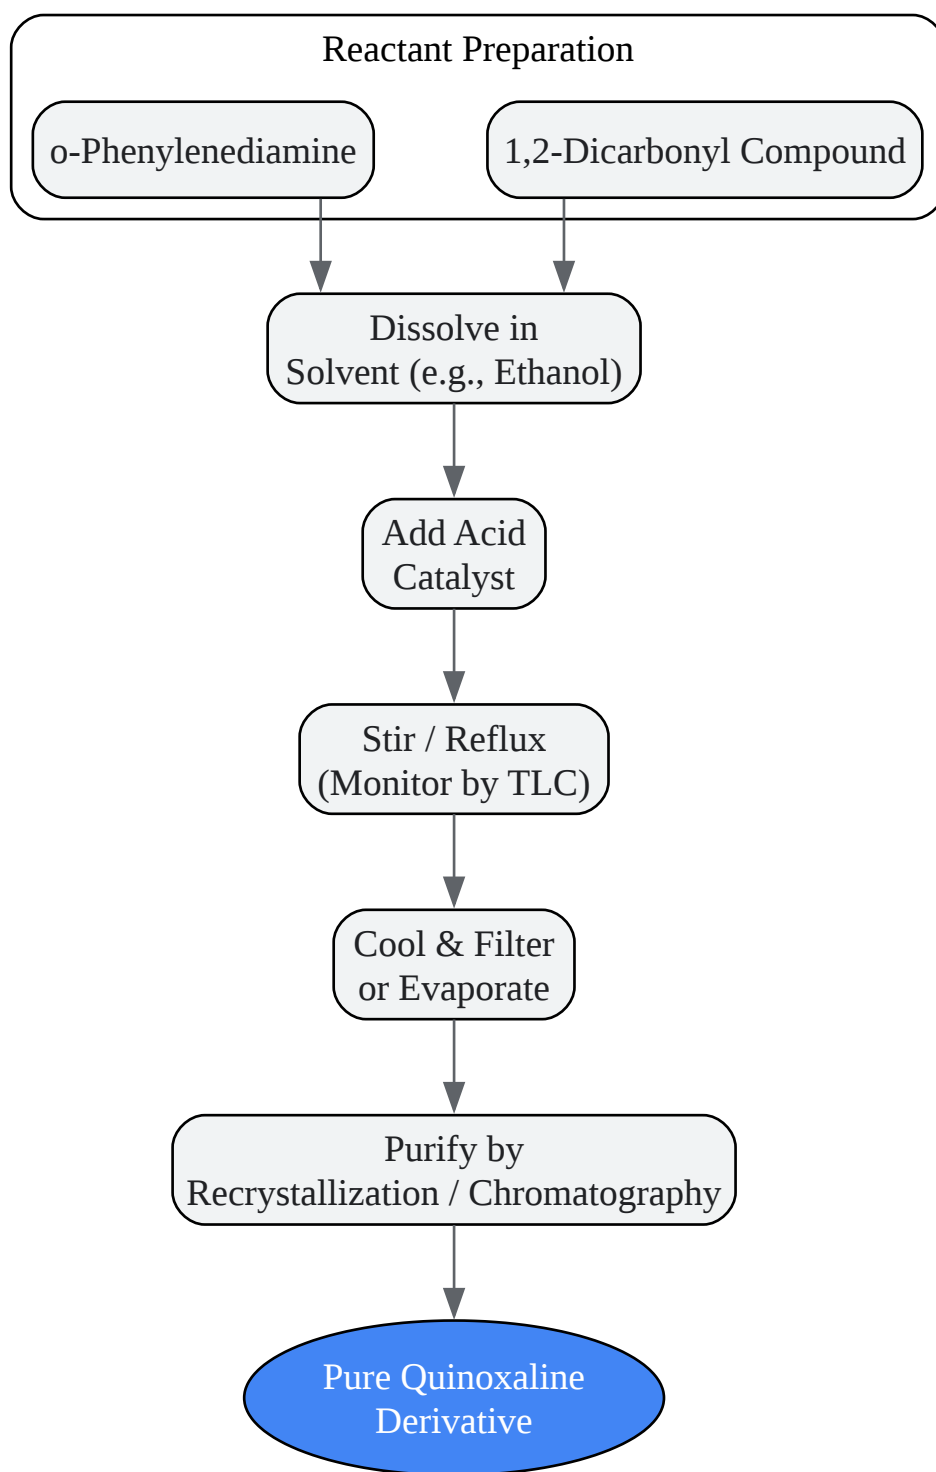 Reactant Preparation
o-Phenylenediamine
1,2-Dicarbonyl Compound
Dissolve in
Solvent (e.g., Ethanol)
Add Acid
Catalyst
Stir / Reflux
(Monitor by TLC)
Cool & Filter
or Evaporate
Purify by
Recrystallization / Chromatography
Pure Quinoxaline
Derivative